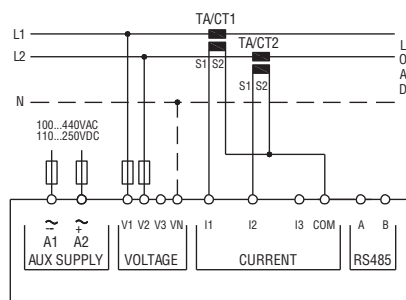 TA/CT1
L1
TA/CT2
L2
S1 S2
S1 S2
LOAD
N
100...440VAC
110...250VDC
~ ~
− +
A1 A2 V1 V2 V3 VN I1 I2 I3 COM A B
AUX SUPPLY VOLTAGE CURRENT RS485